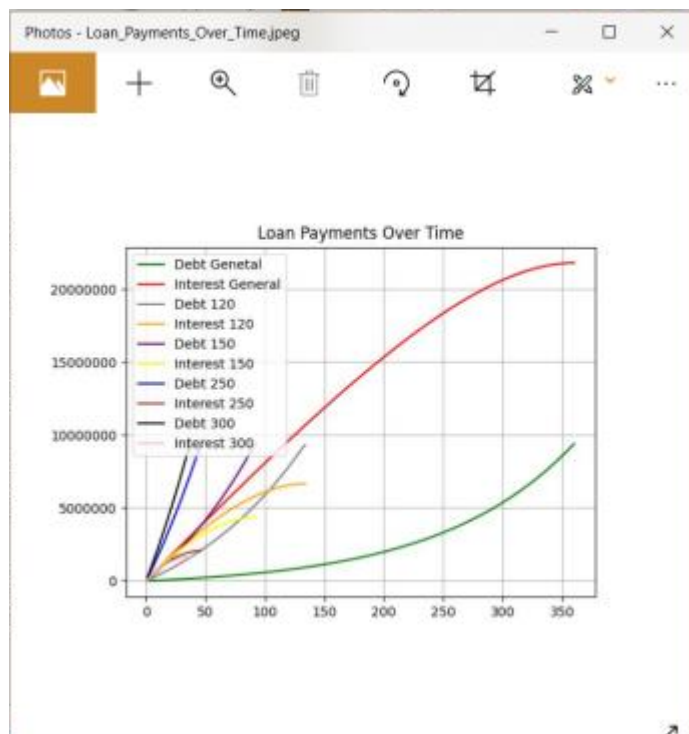 Photos - Loan_Payments_Over_Time.jpeg
Loan Payments Over Time
Debt Genetal
Interest General
Debt 120
Interest 120
Debt 150
Interest 150
Debt 250
Interest 250
Debt 300
Interest 300
20000000
15000000
10000000
5000000
0
0 50 100 150 200 250 300 350